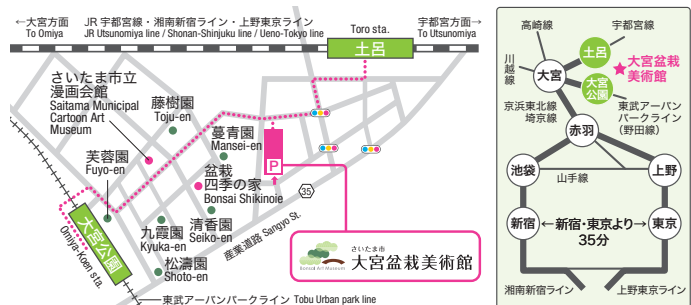 ←大宮方面
To Omiya
JR 宇都宮線・湘南新宿ライン・上野東京ライン
JR Utsunomiya line / Shonan-Shinjuku line / Ueno-Tokyo line
Toro sta.
宇都宮方面→
To Utsunomiya
土呂
さいたま市立
漫画会館
Saitama Municipal
Cartoon Art
Museum
藤樹園
Toju-en
蔓青園
Mansei-en
芙蓉園
Fuyo-en
盆栽
四季の家
Bonsai Shikinoie
P
35
大宮公園
Omiya-Koen sta.
九霞園
Kyuka-en
清香園
Seiko-en
松濤園
Shoto-en
産業道路 Sangyo St.
さいたま市
大宮盆栽美術館
Bonsai Art Museum
東武アーバンパークライン Tobu Urban park line
高崎線
宇都宮線
川越線
土呂
大宮
大宮
公園
大宮盆栽
美術館
京浜東北線
埼京線
東武アーバン
パークライン
(野田線)
赤羽
池袋
上野
山手線
新宿
←新宿・東京より→
35分
東京
湘南新宿ライン
上野東京ライン